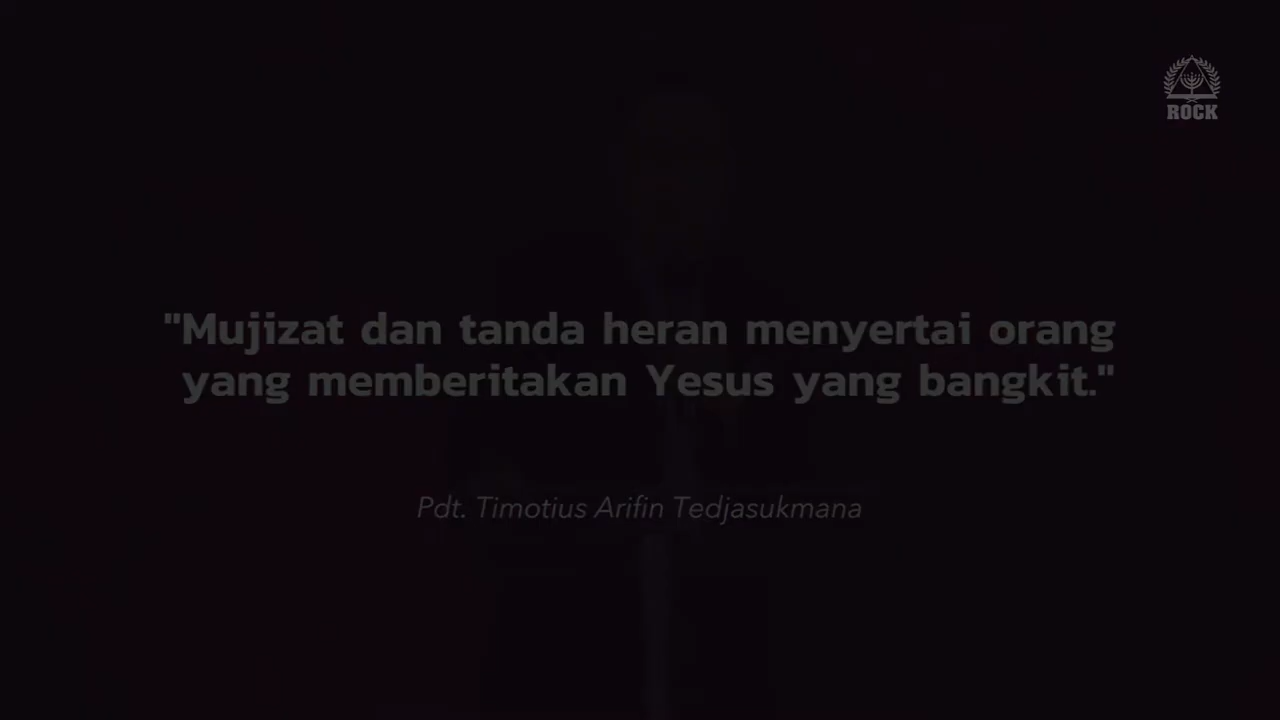 ROCK
"Mujizat dan tanda heran menyertai orang
yang memberitakan Yesus yang bangkit."
Pdt. Timotius Arifin Tedjasukmana